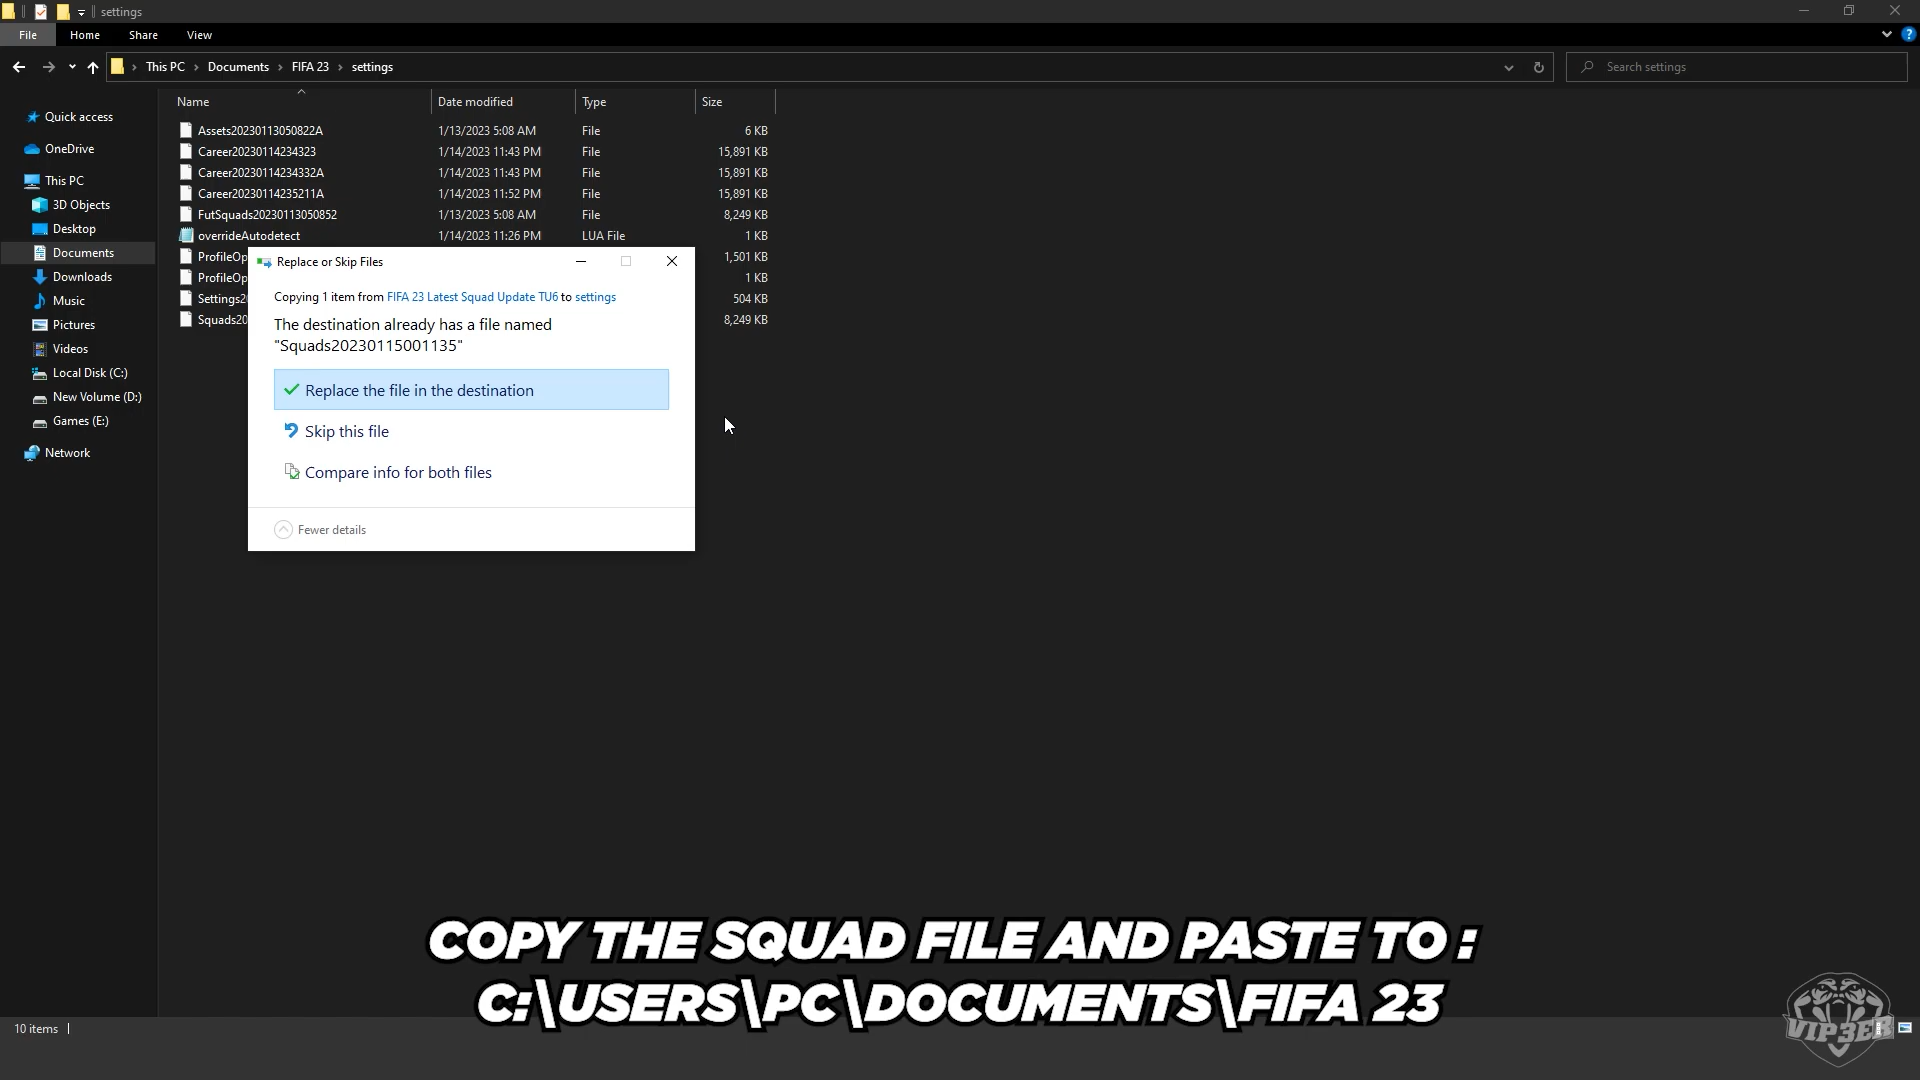 settings
File Home Share View
This PC Documents FIFA 23 settings
Search settings
Name Date modified Type Size
Quick access
OneDrive
This PC
3D Objects
Desktop
Documents
Downloads
Music
Pictures
Videos
Local Disk (C:)
New Volume (D:)
Games (E:)
Network
Assets20230113050822A 1/13/2023 5:08 AM File 6 KB
Career20230114234323 1/14/2023 11:43 PM File 15,891 KB
Career20230114234332A 1/14/2023 11:43 PM File 15,891 KB
Career20230114235211A 1/14/2023 11:52 PM File 15,891 KB
FutSquads20230113050852 1/13/2023 5:08 AM File 8,249 KB
overrideAutodetect 1/14/2023 11:26 PM LUA File 1 KB
ProfileOp 1,501 KB
ProfileOp 1 KB
Settings2 504 KB
Squads20 8,249 KB
Replace or Skip Files
Copying 1 item from FIFA 23 Latest Squad Update TU6 to settings
The destination already has a file named
"Squads20230115001135"
Replace the file in the destination
Skip this file
Compare info for both files
Fewer details
COPY THE SQUAD FILE AND PASTE TO :
C:\USERS\PC\DOCUMENTS\FIFA 23
10 items
VIP3ER